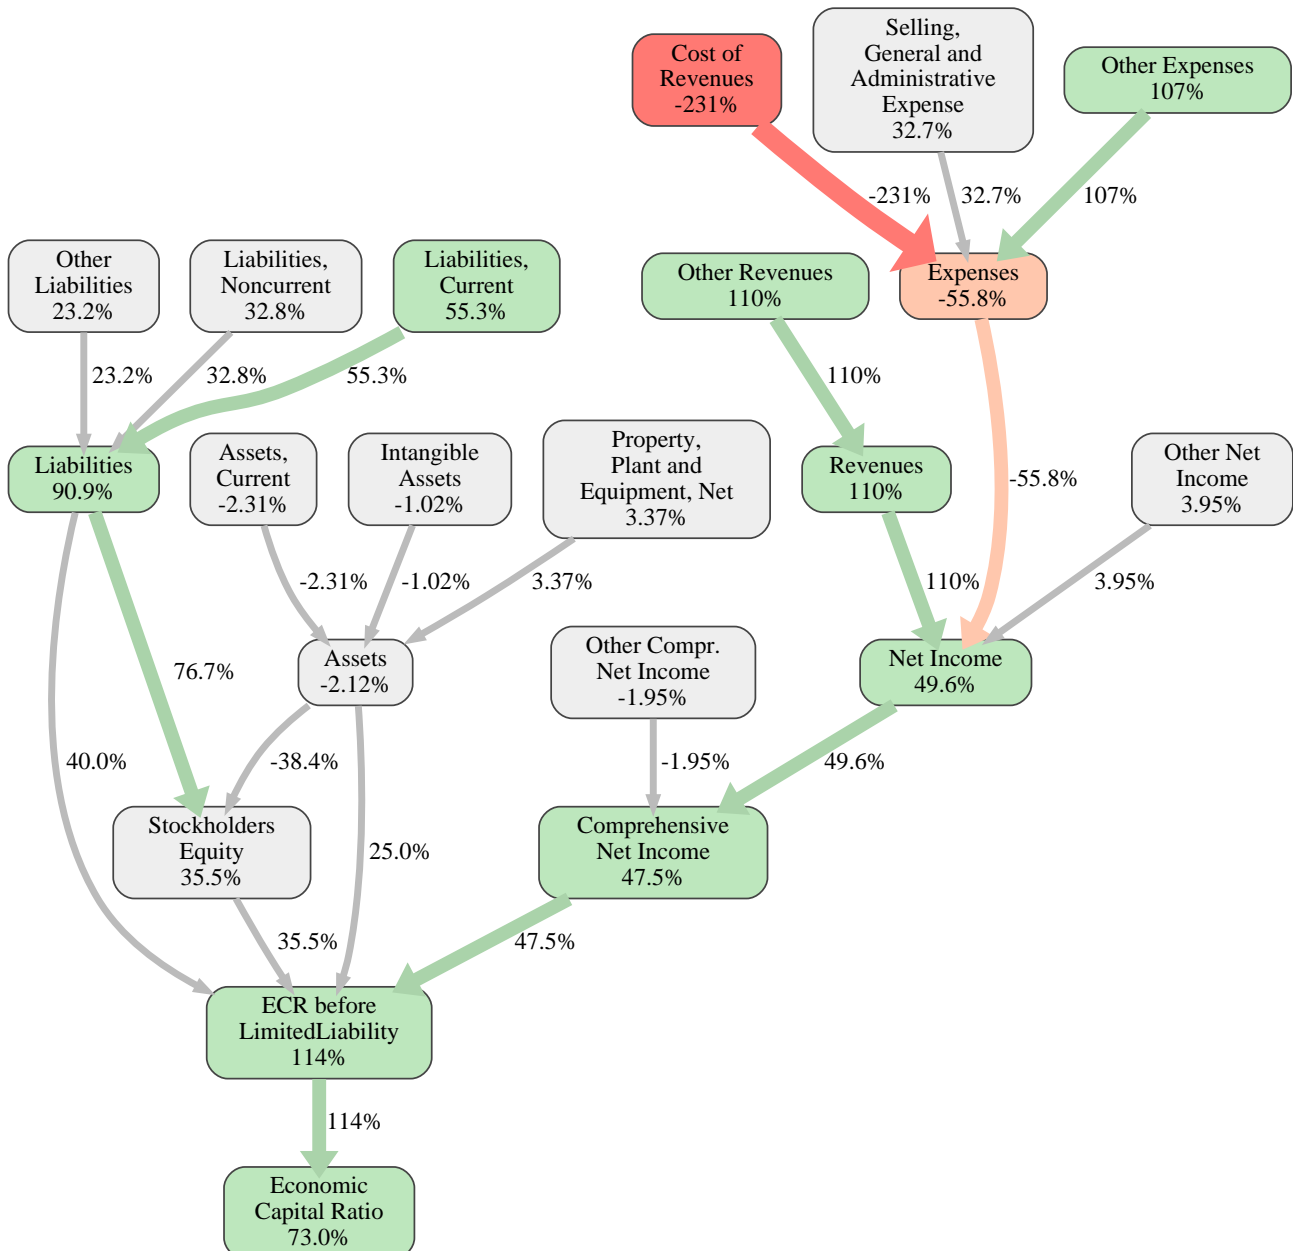 Cost of
Revenues
-231%
Selling,
General and
Administrative
Expense
32.7%
Other Expenses
107%
-231%
32.7%
107%
Other
Liabilities
23.2%
Liabilities,
Noncurrent
32.8%
Liabilities,
Current
55.3%
Other Revenues
110%
Expenses
-55.8%
23.2%
32.8%
55.3%
110%
-55.8%
Liabilities
90.9%
Assets,
Current
-2.31%
Intangible
Assets
-1.02%
Property,
Plant and
Equipment, Net
3.37%
Revenues
110%
Other Net
Income
3.95%
-2.31%
-1.02%
3.37%
110%
3.95%
76.7%
Assets
-2.12%
Other Compr.
Net Income
-1.95%
Net Income
49.6%
40.0%
-38.4%
-1.95%
49.6%
Stockholders
Equity
35.5%
25.0%
Comprehensive
Net Income
47.5%
35.5%
47.5%
ECR before
LimitedLiability
114%
114%
Economic
Capital Ratio
73.0%